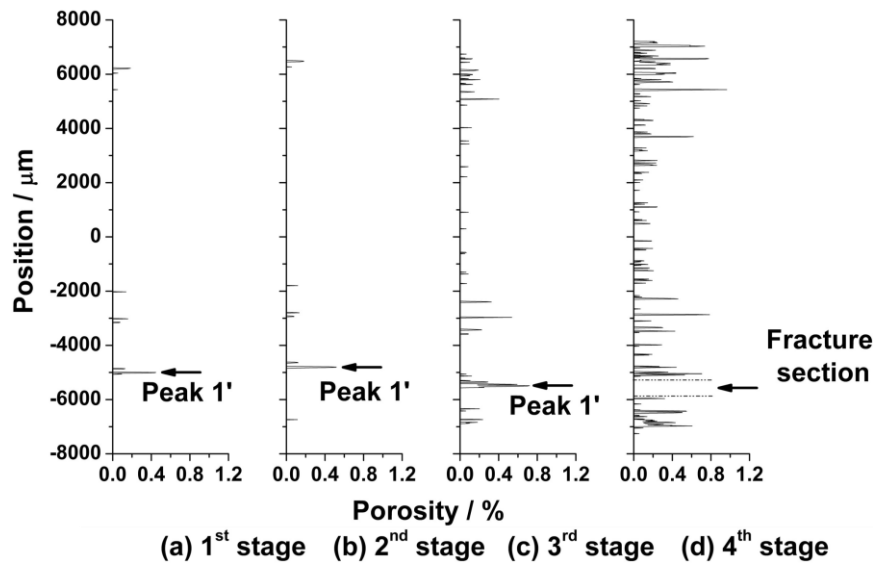 8000
6000
4000
2000
0
-2000
-4000
-6000
-8000
Position / μm
Peak 1'
Peak 1'
Fracture
section
0.0 0.4 0.8 1.2 0.0 0.4 0.8 1.2 0.0 0.4 0.8 1.2 0.0 0.4 0.8 1.2
Porosity / %
(a) 1st stage (b) 2nd stage (c) 3rd stage (d) 4th stage